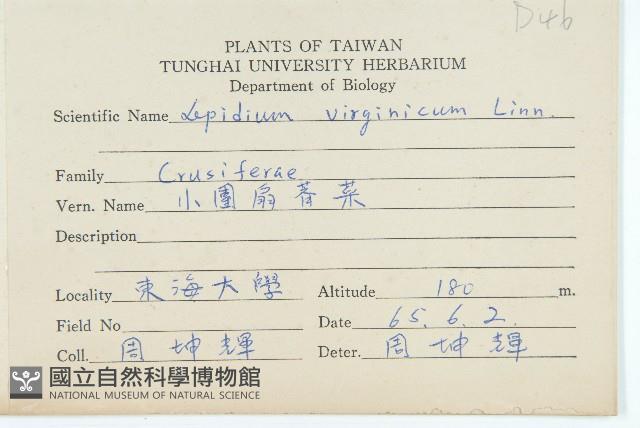 D46
PLANTS OF TAIWAN
TUNGHAI UNIVERSITY HERBARIUM
Department of Biology
Scientific Name Lepidium virginicum Linn.
Family Crusiferae
Vern. Name 小團扇薺菜
Description
Locality 東海大學 Altitude 180 m.
Field No Date 65.6.2.
Coll. 周坤輝 Deter. 周坤輝
國立自然科學博物館
NATIONAL MUSEUM OF NATURAL SCIENCE